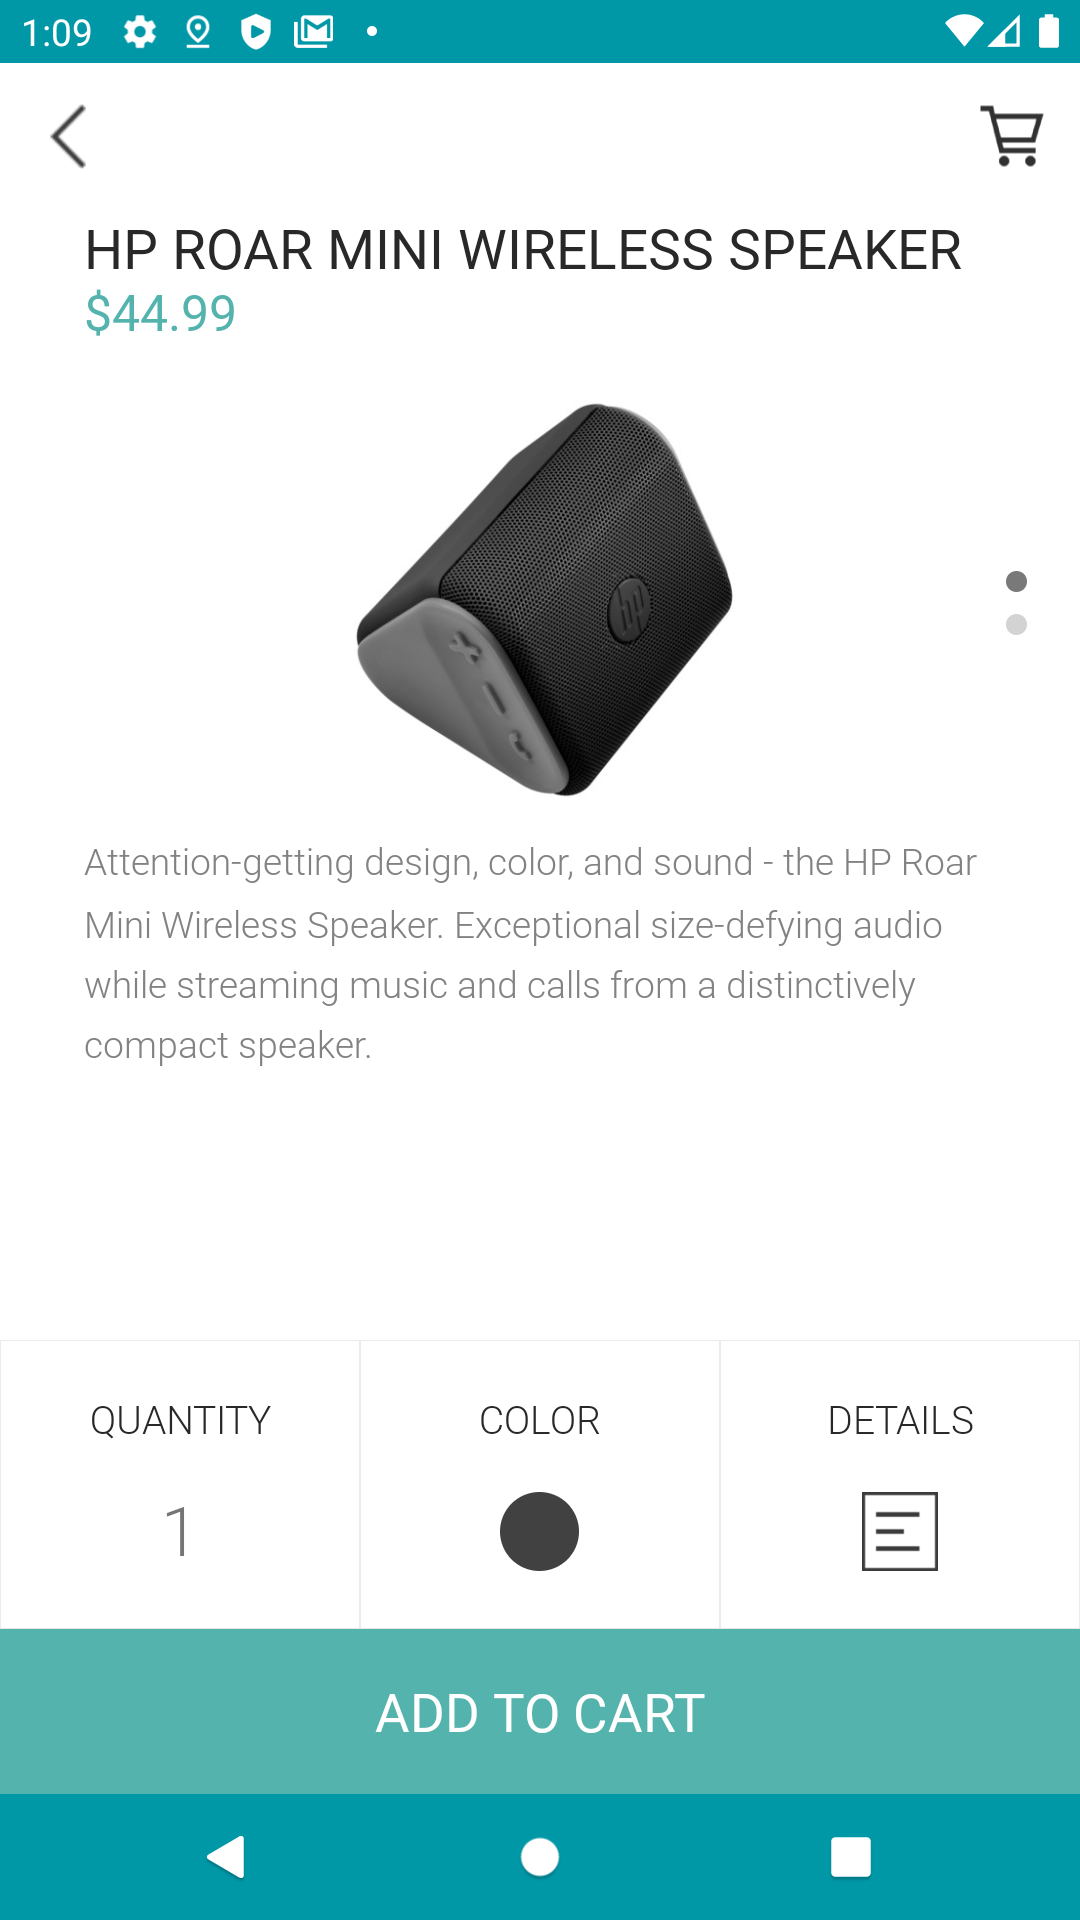 1:09
HP ROAR MINI WIRELESS SPEAKER
$44.99
hp
Attention-getting design, color, and sound - the HP Roar
Mini Wireless Speaker. Exceptional size-defying audio
while streaming music and calls from a distinctively
compact speaker.
QUANTITY
COLOR
DETAILS
1
ADD TO CART